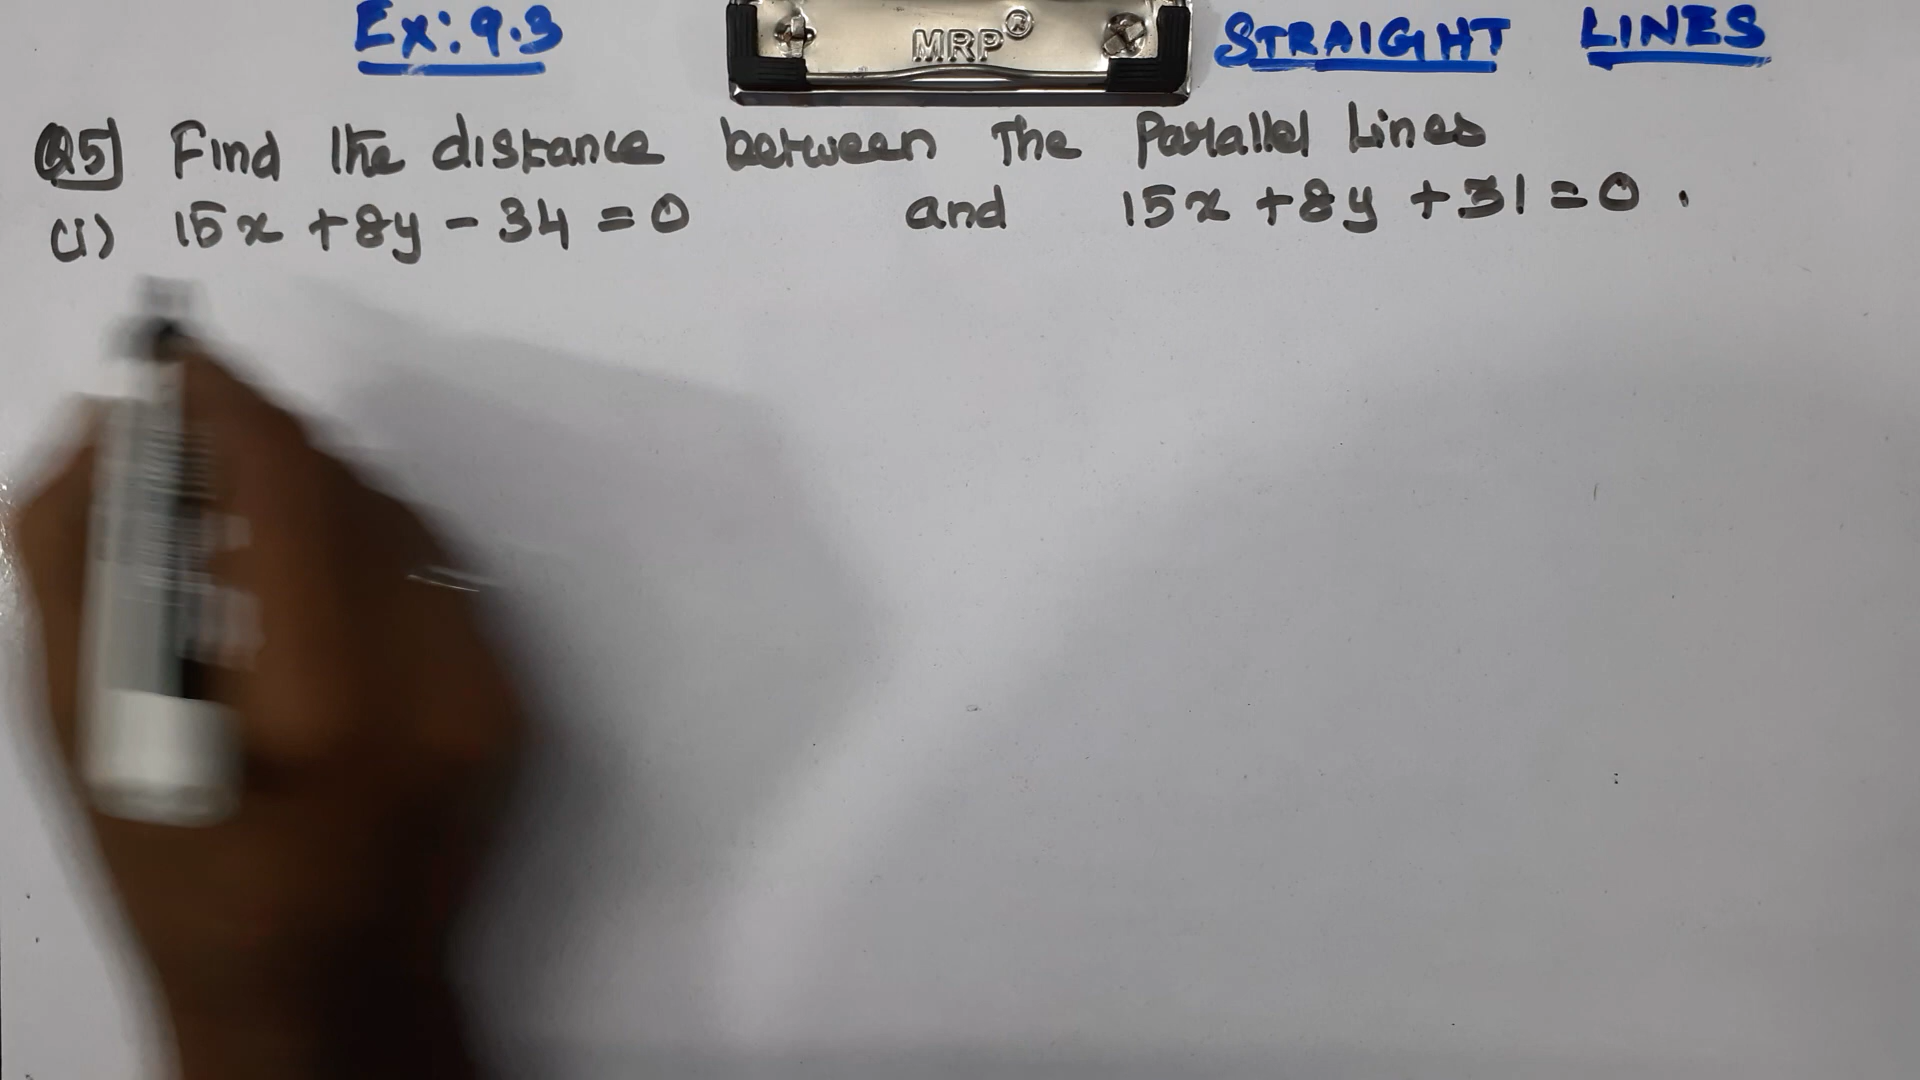 Ex: 9.3
MRP®
STRAIGHT LINES
Q5] Find the distance between The Parallel Lines
(i) 15x + 8y - 34 = 0 and 15x + 8y + 31 = 0 .